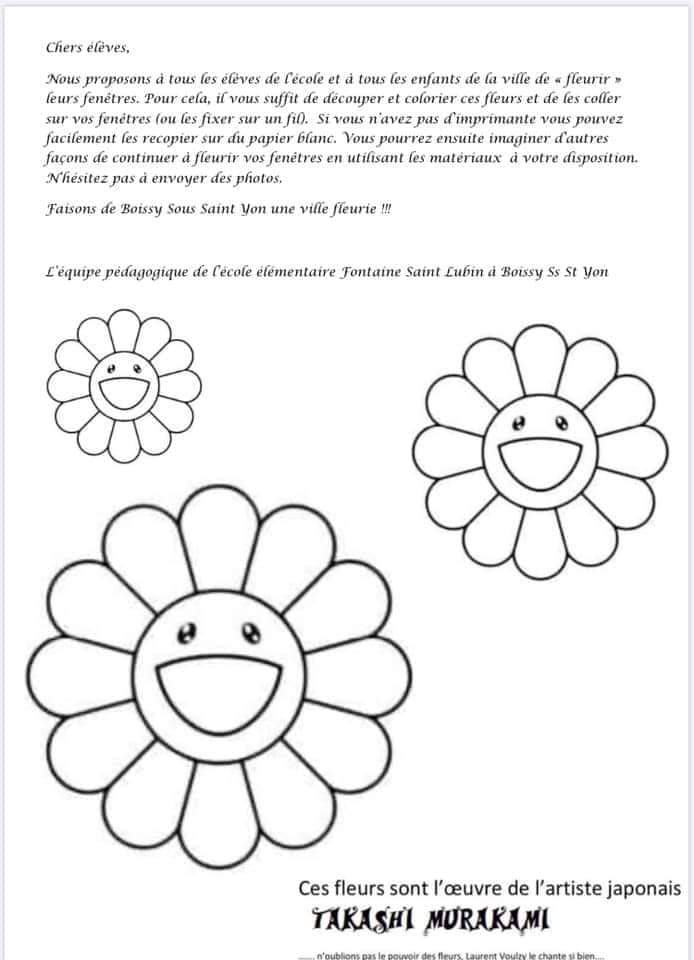 Chers élèves,
Nous proposons à tous les élèves de l'école et à tous les enfants de la ville de « fleurir »
leurs fenêtres. Pour cela, il vous suffit de découper et colorier ces fleurs et de les coller
sur vos fenêtres (ou les fixer sur un fil).  Si vous n'avez pas d'imprimante vous pouvez
facilement les recopier sur du papier blanc. Vous pourrez ensuite imaginer d'autres
façons de continuer à fleurir vos fenêtres en utilisant les matériaux  à votre disposition.
N'hésitez pas à envoyer des photos.
Faisons de Boissy Sous Saint Yon une ville fleurie !!!
L'équipe pédagogique de l'école élémentaire Fontaine Saint Lubin à Boissy Ss St Yon
Ces fleurs sont l'œuvre de l'artiste japonais
TAKASHI MURAKAMI
...... n'oublions pas le pouvoir des fleurs, Laurent Voulzy le chante si bien....